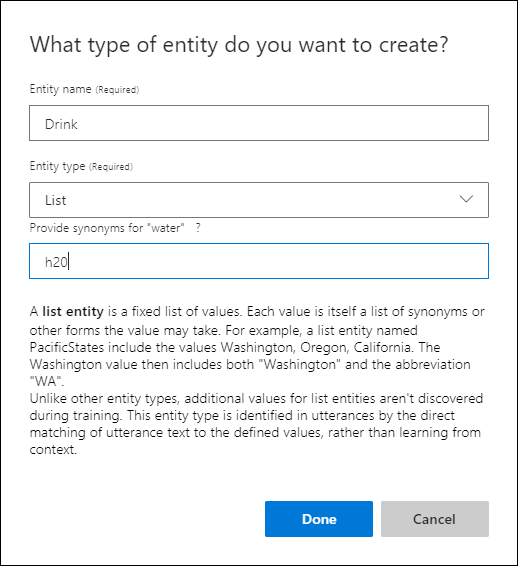 What type of entity do you want to create?
Entity name (Required)
Drink
Entity type (Required)
List
Provide synonyms for "water" ?
h20
A list entity is a fixed list of values. Each value is itself a list of synonyms or
other forms the value may take. For example, a list entity named
PacificStates include the values Washington, Oregon, California. The
Washington value then includes both "Washington" and the abbreviation
"WA".
Unlike other entity types, additional values for list entities aren't discovered
during training. This entity type is identified in utterances by the direct
matching of utterance text to the defined values, rather than learning from
context.
Done
Cancel